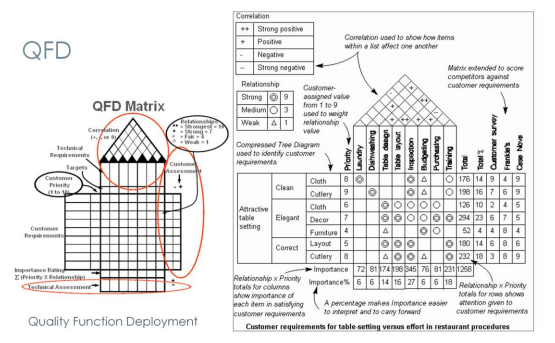 QFD
QFD Matrix
Correlation
(+, -, or 0)
Relationships
Technical
Requirements
Targets
Customer
Priority
(1 to 10)
Customer
Assessment
Customer
Requirements
Importance Rating
Σ (Priority X Relationship)
Technical Assessment
Quality Function Deployment
Correlation
++ Strong positive
+ Positive
- Negative
-- Strong negative
Relationship
Strong ◎ 9
Medium ○ 3
Weak △ 1
Correlation used to show how items
within a list affect one another
Customer-
assigned value
from 1 to 9
used to weight
relationship
value
Matrix extended to score
competitors against
customer requirements
Compressed Tree Diagram
used to identify customer
requirements
Priority
Laundry
Dishwashing
Table design
Table layout
Inspection
Budgeting
Purchasing
Training
Total
Total %
Customer survey
Frankie's
Case Nove
Attractive
table
setting
Clean
Cloth 8 ◎ ◎ △ ○ 176 14 9 4 9
Cutlery 9 ◎ ◎ △ ○ 198 16 7 6 9
Elegant
Cloth 6 126 10 2 4 5
Decor 7 294 23 6 7 5
Furniture 4 52 4 4 8 4
Correct
Layout 5 180 14 6 8 6
Cutlery 8 232 18 3 8 9
Importance 72 81 174 198 345 76 81 231 1258
Importance% 6 6 14 16 27 6 6 18
Relationship x Priority
totals for columns
show importance of
each item in satisfying
customer requirements
A percentage makes Importance easier
to interpret and to carry forward
Relationship x Priority
totals for rows shows
attention given to
customer requirements
Customer requirements for table-setting versus effort in restaurant procedures